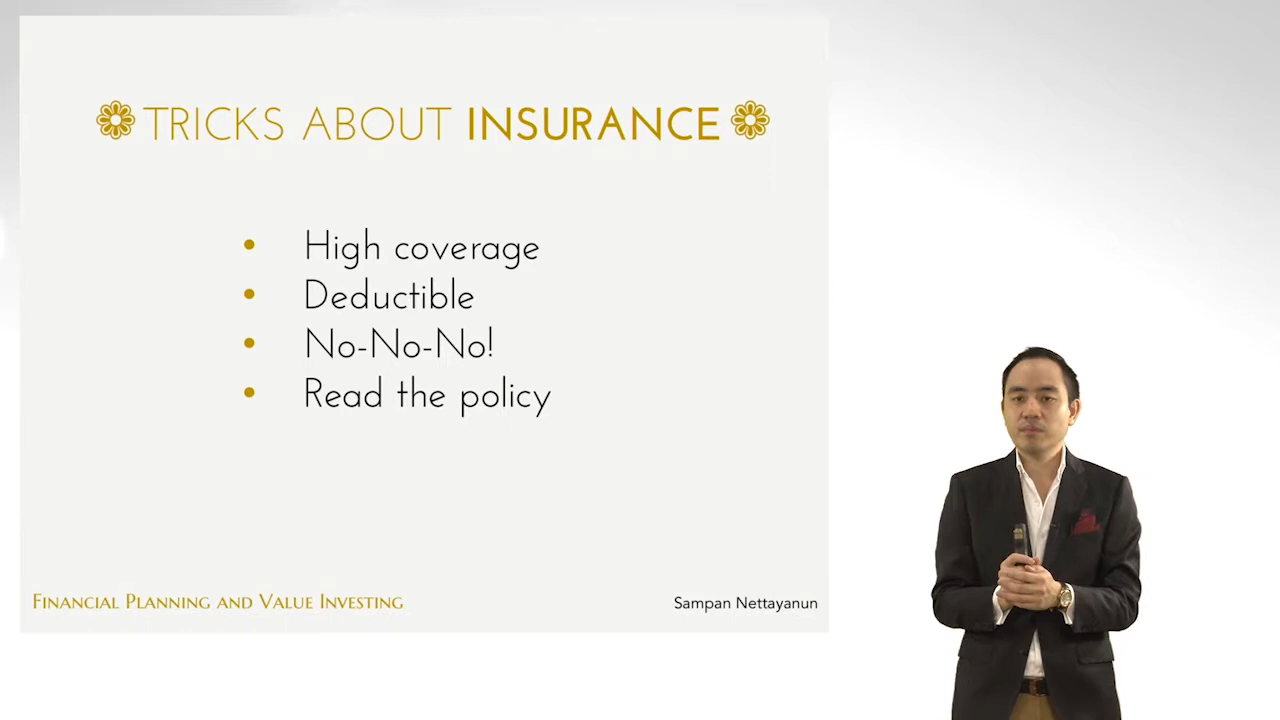 TRICKS ABOUT INSURANCE
• High coverage
• Deductible
• No-No-No!
• Read the policy
Financial Planning and Value Investing
Sampan Nettayanun